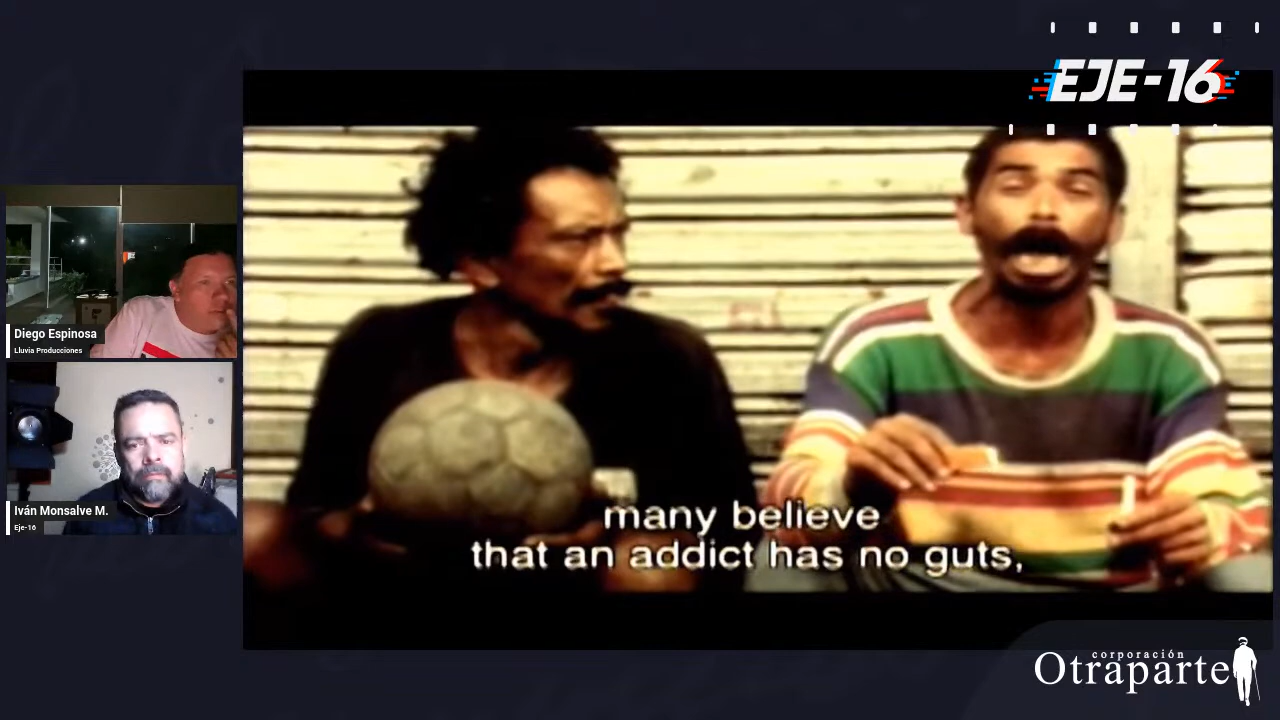 EJE-16
Diego Espinosa
Lluvia Producciones
Iván Monsalve M.
Eje-16
many believe
that an addict has no guts,
corporación
Otraparte